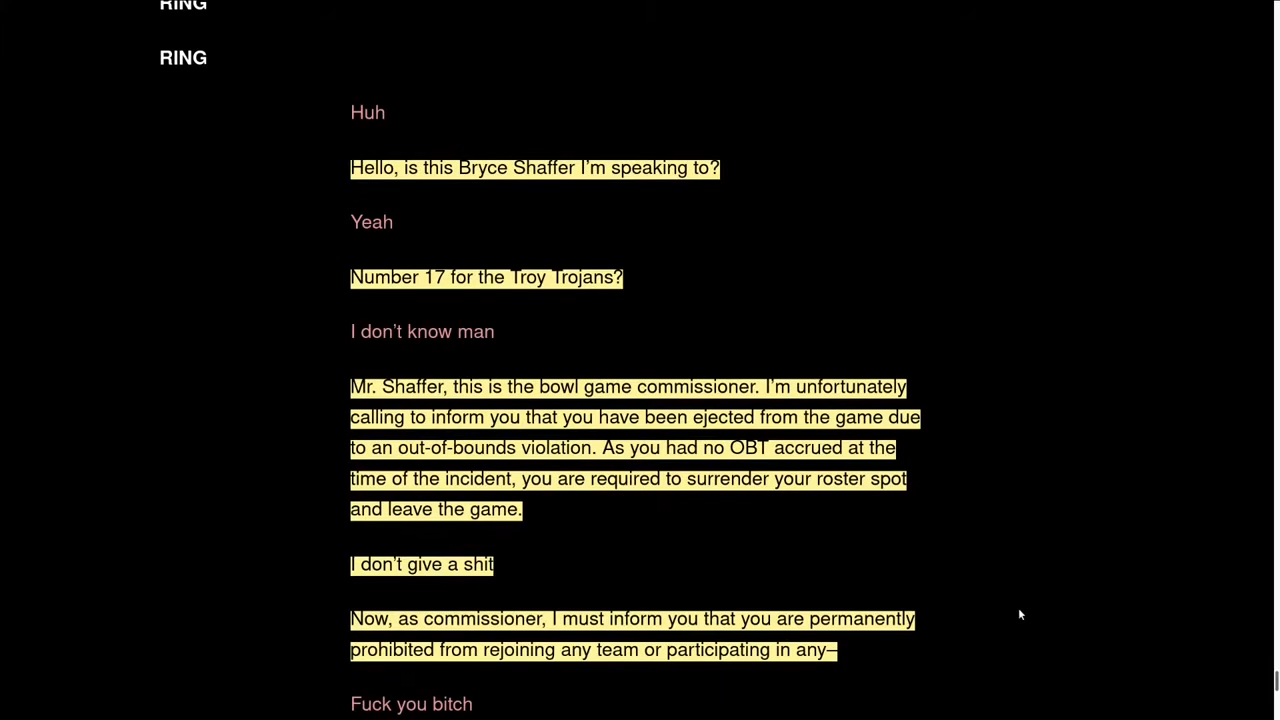 RING
RING
Huh
Hello, is this Bryce Shaffer I'm speaking to?
Yeah
Number 17 for the Troy Trojans?
I don't know man
Mr. Shaffer, this is the bowl game commissioner. I'm unfortunately
calling to inform you that you have been ejected from the game due
to an out-of-bounds violation. As you had no OBT accrued at the
time of the incident, you are required to surrender your roster spot
and leave the game.
I don't give a shit
Now, as commissioner, I must inform you that you are permanently
prohibited from rejoining any team or participating in any–
Fuck you bitch